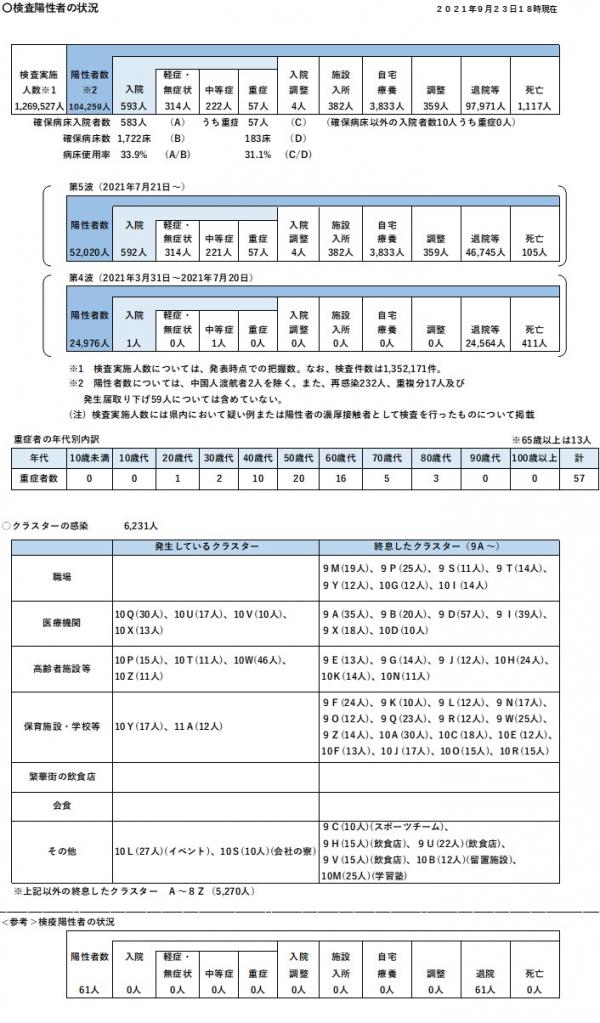 〇検査陽性者の状況 2021年9月23日18時現在
検査実施人数※1 陽性者数※2 入院 軽症・無症状 中等症 重症 入院調整 施設入所 自宅療養 調整 退院等 死亡
1,269,527人 104,259人 593人 314人 222人 57人 4人 382人 3,833人 359人 97,971人 1,117人
確保病床入院者数 583人 (A) うち重症 57人 (C) (確保病床以外の入院者数10人うち重症0人)
確保病床数 1,722床 (B) 183床 (D)
病床使用率 33.9% (A/B) 31.1% (C/D)
第5波(2021年7月21日~)
陽性者数 入院 軽症・無症状 中等症 重症 入院調整 施設入所 自宅療養 調整 退院等 死亡
52,020人 592人 314人 221人 57人 4人 382人 3,833人 359人 46,745人 105人
第4波(2021年3月31日~2021年7月20日)
陽性者数 入院 軽症・無症状 中等症 重症 入院調整 施設入所 自宅療養 調整 退院等 死亡
24,976人 1人 0人 1人 0人 0人 0人 0人 0人 24,564人 411人
※1 検査実施人数については、発表時点での把握数。なお、検査件数は1,352,171件。
※2 陽性者数については、中国人渡航者2人を除く。また、再感染232人、重複分17人及び
発生届取り下げ59人については含めていない。
(注) 検査実施人数には県内において疑い例または陽性者の濃厚接触者として検査を行ったものについて掲載
重症者の年代別内訳 ※65歳以上は13人
年代 10歳未満 10歳代 20歳代 30歳代 40歳代 50歳代 60歳代 70歳代 80歳代 90歳代 100歳以上 計
重症者数 0 0 1 2 10 20 16 5 3 0 0 57
○クラスターの感染 6,231人
発生しているクラスター 終息したクラスター(9A~)
職場 9M(19人)、9P(25人)、9S(11人)、9T(14人)、
9Y(12人)、10G(12人)、10I(14人)
医療機関 10Q(30人)、10U(17人)、10V(10人)、
10X(13人)
9A(35人)、9B(20人)、9D(57人)、9I(39人)、
9X(18人)、10D(10人)
高齢者施設等 10P(15人)、10T(11人)、10W(46人)、
10Z(11人)
9E(13人)、9G(14人)、9J(12人)、10H(24人)、
10K(14人)、10N(11人)
保育施設・学校等 10Y(17人)、11A(12人)
9F(24人)、9K(10人)、9L(12人)、9N(17人)、
9O(12人)、9Q(23人)、9R(12人)、9W(25人)、
9Z(14人)、10A(30人)、10C(18人)、10E(12人)、
10F(13人)、10J(17人)、10O(15人)、10R(15人)
繁華街の飲食店
会食
その他 10L(27人)(イベント)、10S(10人)(会社の寮)
9C(10人)(スポーツチーム)、
9H(15人)(飲食店)、9U(22人)(飲食店)、
9V(15人)(飲食店)、10B(12人)(留置施設)、
10M(25人)(学習塾)
※上記以外の終息したクラスター A~8Z(5,270人)
<参考>検疫陽性者の状況
陽性者数 入院 軽症・無症状 中等症 重症 入院調整 施設入所 自宅療養 調整 退院 死亡
61人 0人 0人 0人 0人 0人 0人 0人 0人 61人 0人